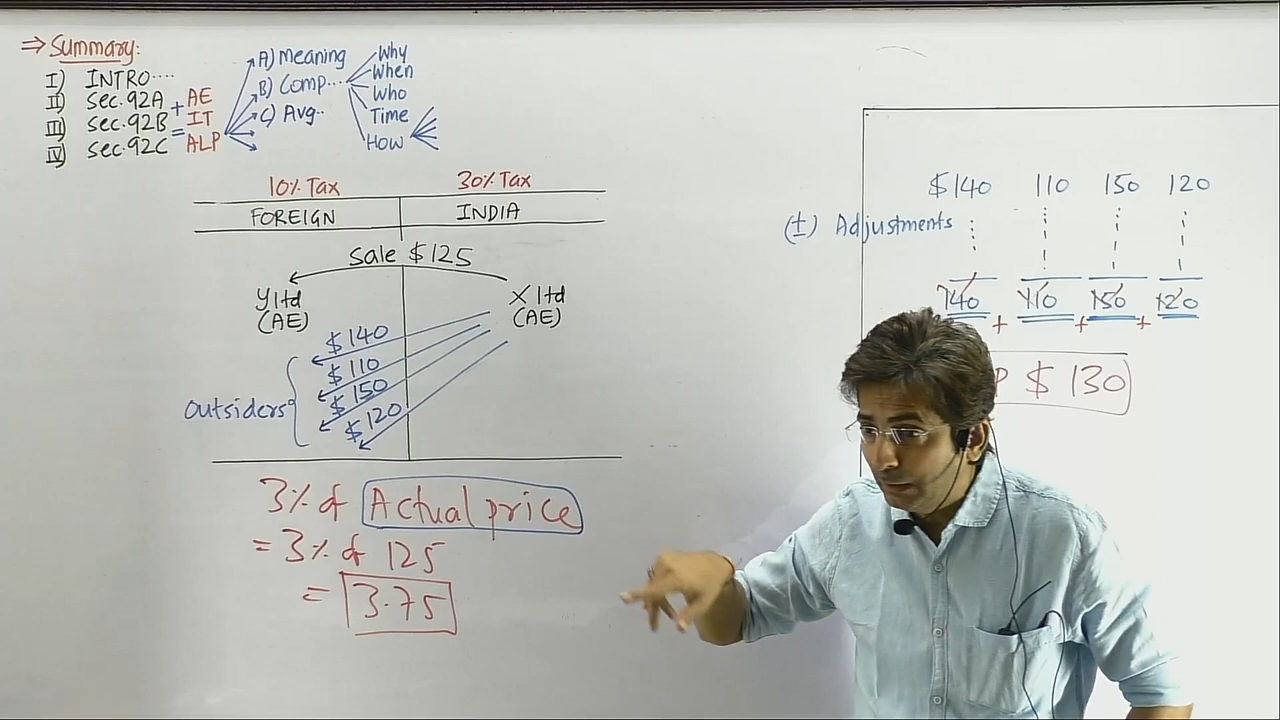 ⇒ Summary:
I) INTRO....
II) Sec.92A + AE
III) Sec.92B = IT
IV) Sec.92C ALP
A) Meaning
B) Comp...
C) Avg..
Why
When
Who
Time
How
10% Tax 30% Tax
FOREIGN INDIA
Sale $125
Y ltd X ltd
(AE) (AE)
$140
$110
$150
$120
Outsiders
3% of Actual price
= 3% of 125
= 3.75
$140 110 150 120
(±) Adjustments
140 + 110 + 150 + 120
P $ 130